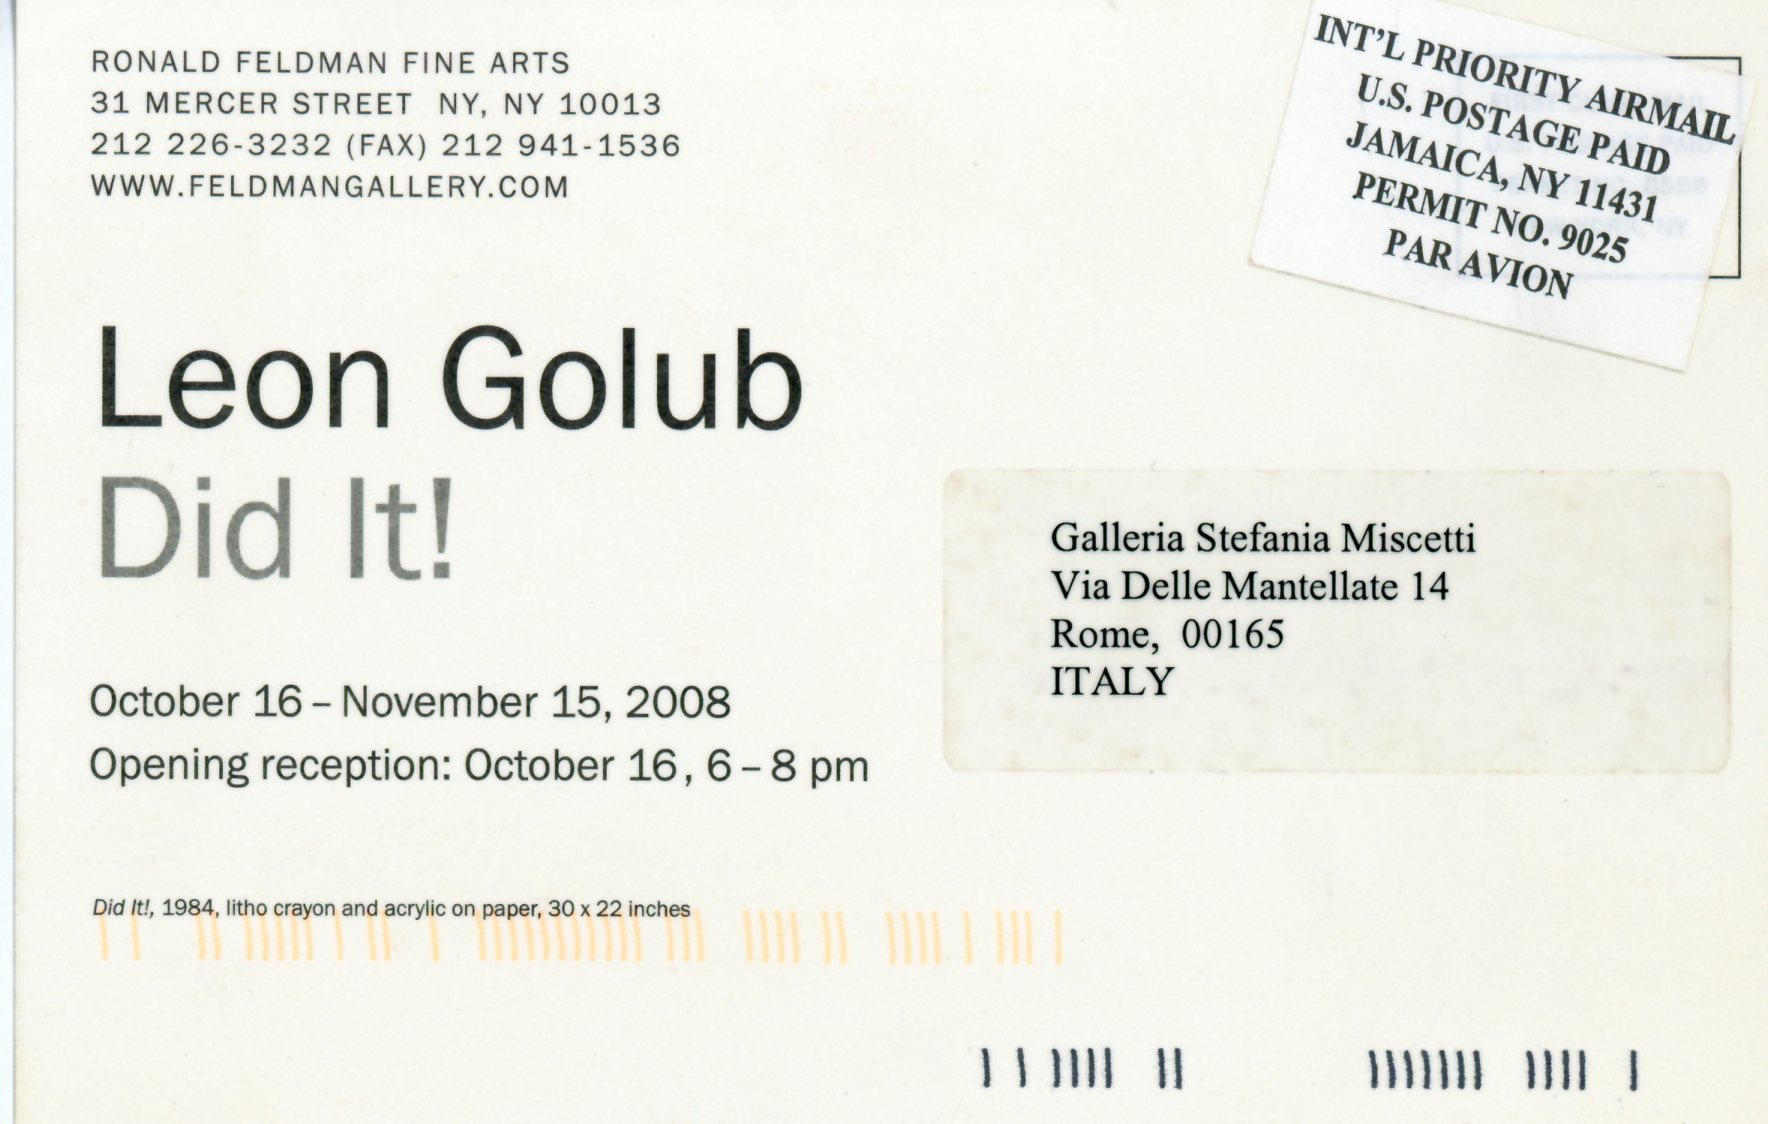 RONALD FELDMAN FINE ARTS
31 MERCER STREET NY, NY 10013
212 226-3232 (FAX) 212 941-1536
WWW.FELDMANGALLERY.COM
INT'L PRIORITY AIRMAIL
U.S. POSTAGE PAID
JAMAICA, NY 11431
PERMIT NO. 9025
PAR AVION
Leon Golub
Did It!
Galleria Stefania Miscetti
Via Delle Mantellate 14
Rome, 00165
ITALY
October 16 – November 15, 2008
Opening reception: October 16, 6 – 8 pm
Did It!, 1984, litho crayon and acrylic on paper, 30 x 22 inches